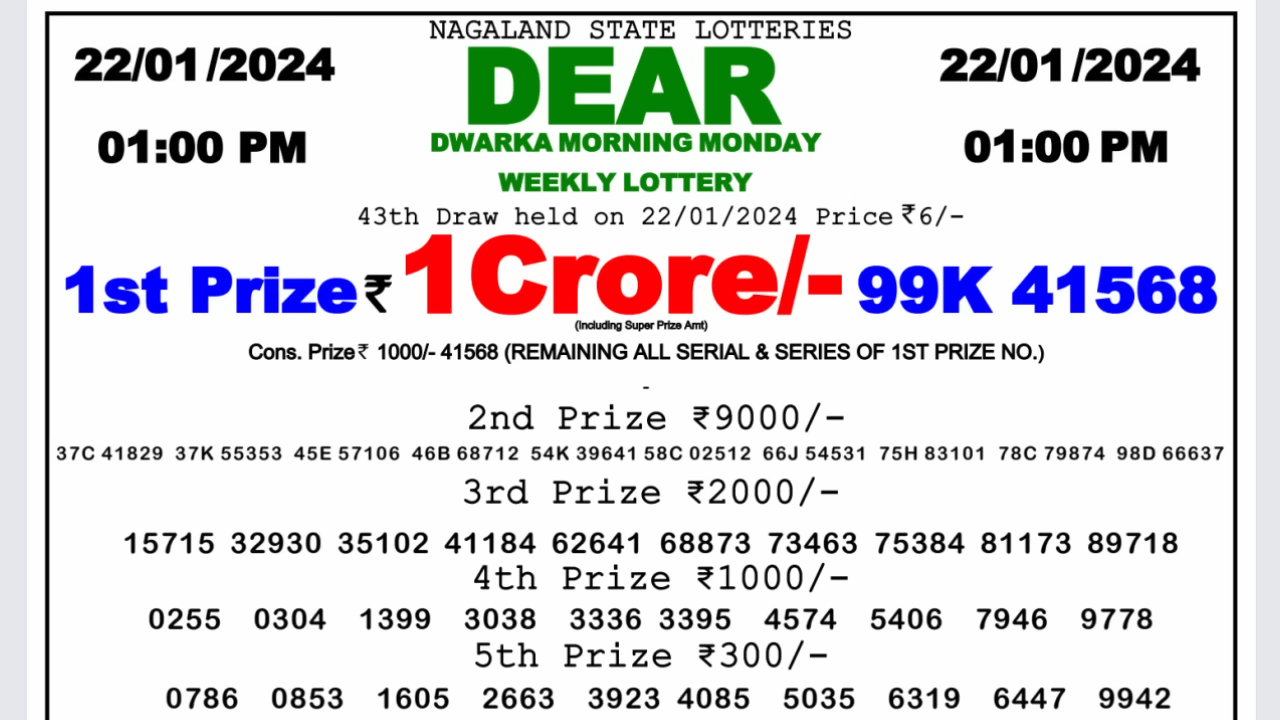 NAGALAND STATE LOTTERIES
22/01/2024 DEAR 22/01/2024
01:00 PM DWARKA MORNING MONDAY 01:00 PM
WEEKLY LOTTERY
43th Draw held on 22/01/2024 Price ₹6/-
1st Prize ₹ 1Crore/- 99K 41568
(Including Super Prize Amt)
Cons. Prize ₹ 1000/- 41568 (REMAINING ALL SERIAL & SERIES OF 1ST PRIZE NO.)
-
2nd Prize ₹9000/-
37C 41829 37K 55353 45E 57106 46B 68712 54K 39641 58C 02512 66J 54531 75H 83101 78C 79874 98D 66637
3rd Prize ₹2000/-
15715 32930 35102 41184 62641 68873 73463 75384 81173 89718
4th Prize ₹1000/-
0255 0304 1399 3038 3336 3395 4574 5406 7946 9778
5th Prize ₹300/-
0786 0853 1605 2663 3923 4085 5035 6319 6447 9942